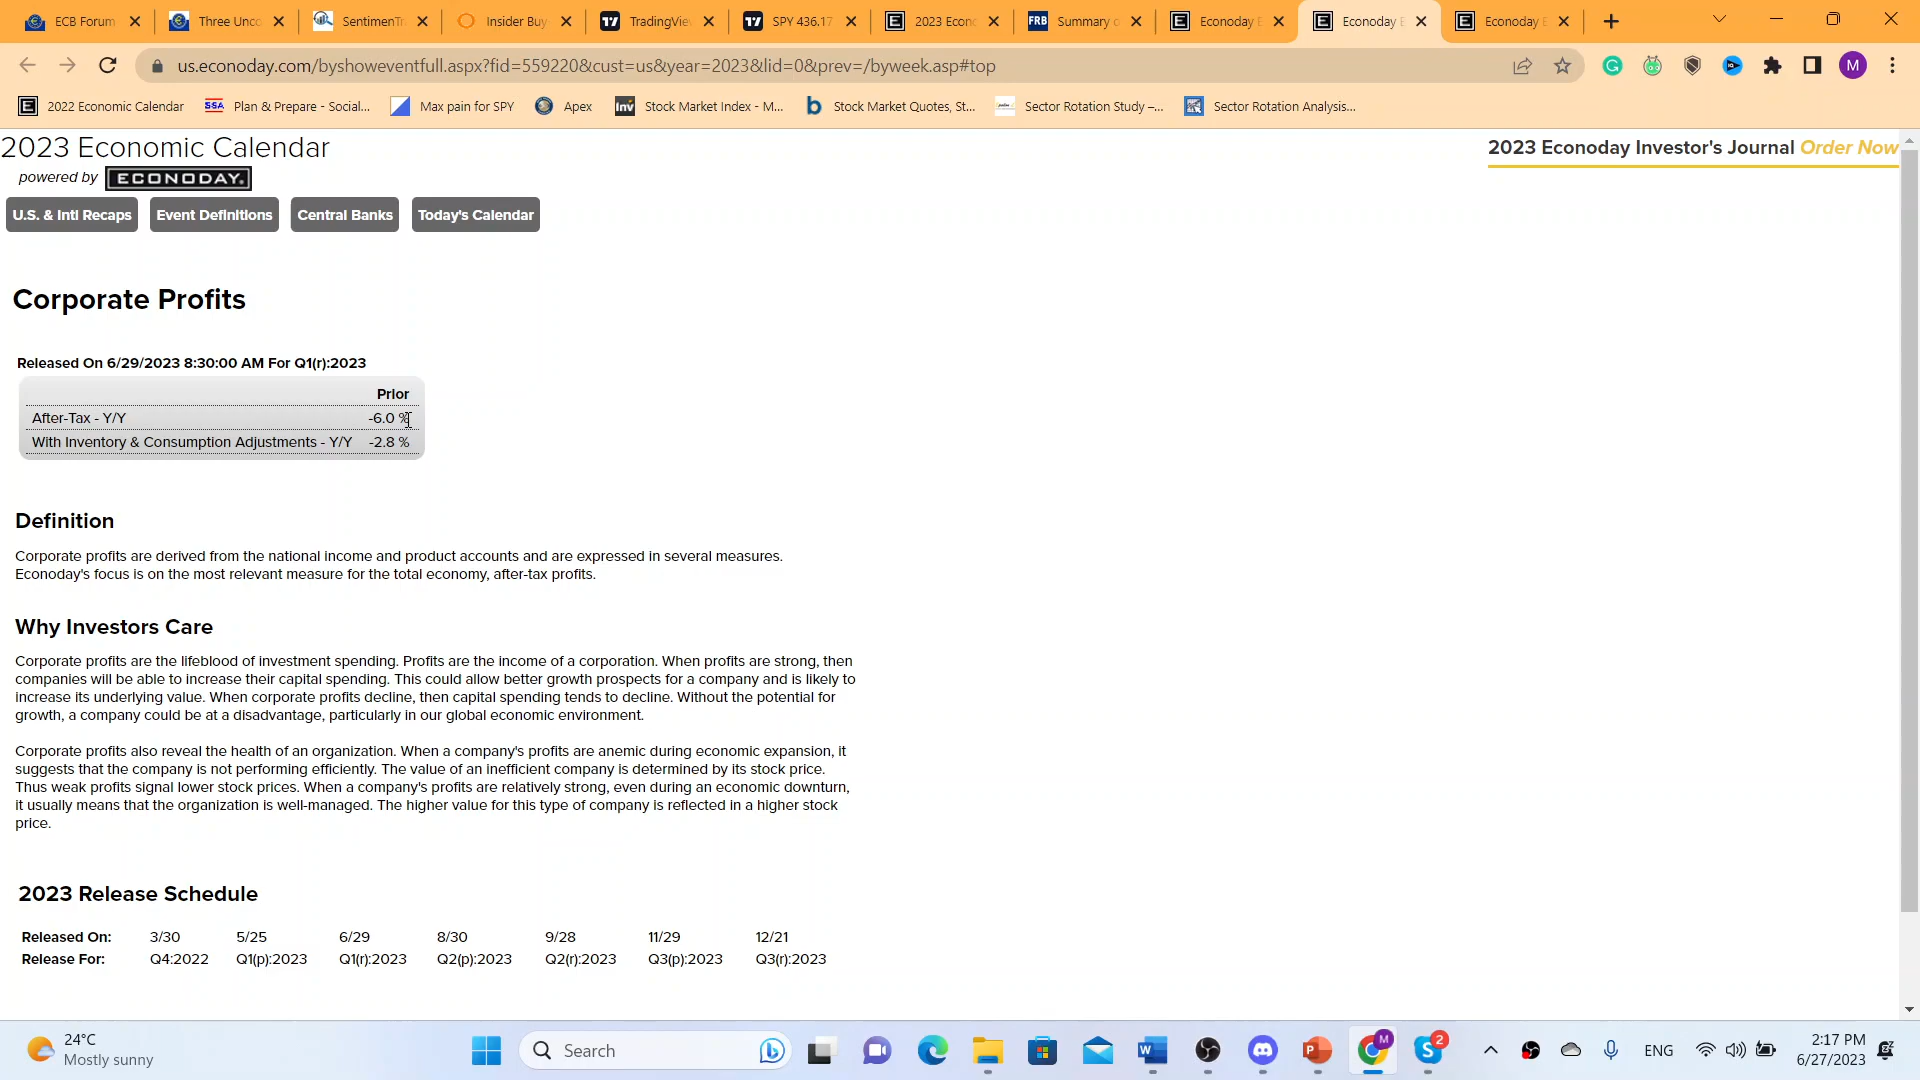 ECB Forum
Three Unco
SentimenTr
Insider Buy
TradingVie
SPY 436.17
2023 Econo
Summary o
Economday E
Econoday E
Econoday E
us.econoday.com/byshoweventfull.aspx?fid=559220&cust=us&year=2023&lid=0&prev=/byweek.asp#top
M
2022 Economic Calendar
SSA Plan & Prepare - Social...
Max pain for SPY
Apex
Inv Stock Market Index - M...
b Stock Market Quotes, St...
Sector Rotation Study –...
Sector Rotation Analysis...
2023 Economic Calendar
2023 Econoday Investor's Journal Order Now
powered by ECONODAY.
U.S. & Intl Recaps
Event Definitions
Central Banks
Today's Calendar
Corporate Profits
Released On 6/29/2023 8:30:00 AM For Q1(r):2023
Prior
After-Tax - Y/Y -6.0 %
With Inventory & Consumption Adjustments - Y/Y -2.8 %
Definition
Corporate profits are derived from the national income and product accounts and are expressed in several measures.
Econoday's focus is on the most relevant measure for the total economy, after-tax profits.
Why Investors Care
Corporate profits are the lifeblood of investment spending. Profits are the income of a corporation. When profits are strong, then
companies will be able to increase their capital spending. This could allow better growth prospects for a company and is likely to
increase its underlying value. When corporate profits decline, then capital spending tends to decline. Without the potential for
growth, a company could be at a disadvantage, particularly in our global economic environment.
Corporate profits also reveal the health of an organization. When a company's profits are anemic during economic expansion, it
suggests that the company is not performing efficiently. The value of an inefficient company is determined by its stock price.
Thus weak profits signal lower stock prices. When a company's profits are relatively strong, even during an economic downturn,
it usually means that the organization is well-managed. The higher value for this type of company is reflected in a higher stock
price.
2023 Release Schedule
Released On: 3/30 5/25 6/29 8/30 9/28 11/29 12/21
Release For: Q4:2022 Q1(p):2023 Q1(r):2023 Q2(p):2023 Q2(r):2023 Q3(p):2023 Q3(r):2023
24°C
Mostly sunny
Search
2
ENG
2:17 PM
6/27/2023